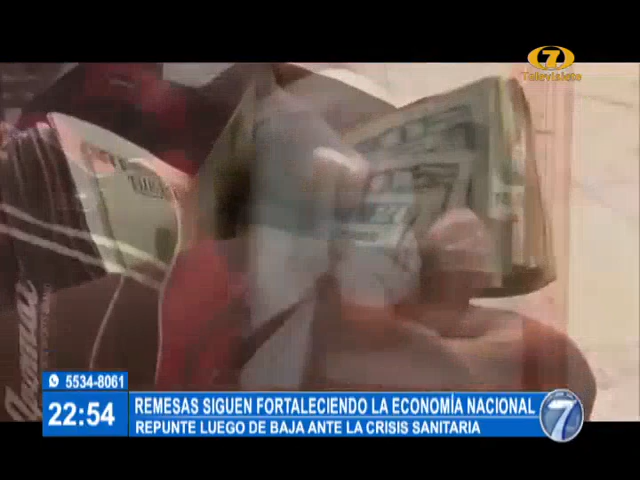 7
Televisiete
5534-8061
22:54
REMESAS SIGUEN FORTALECIENDO LA ECONOMÍA NACIONAL
REPUNTE LUEGO DE BAJA ANTE LA CRISIS SANITARIA
7